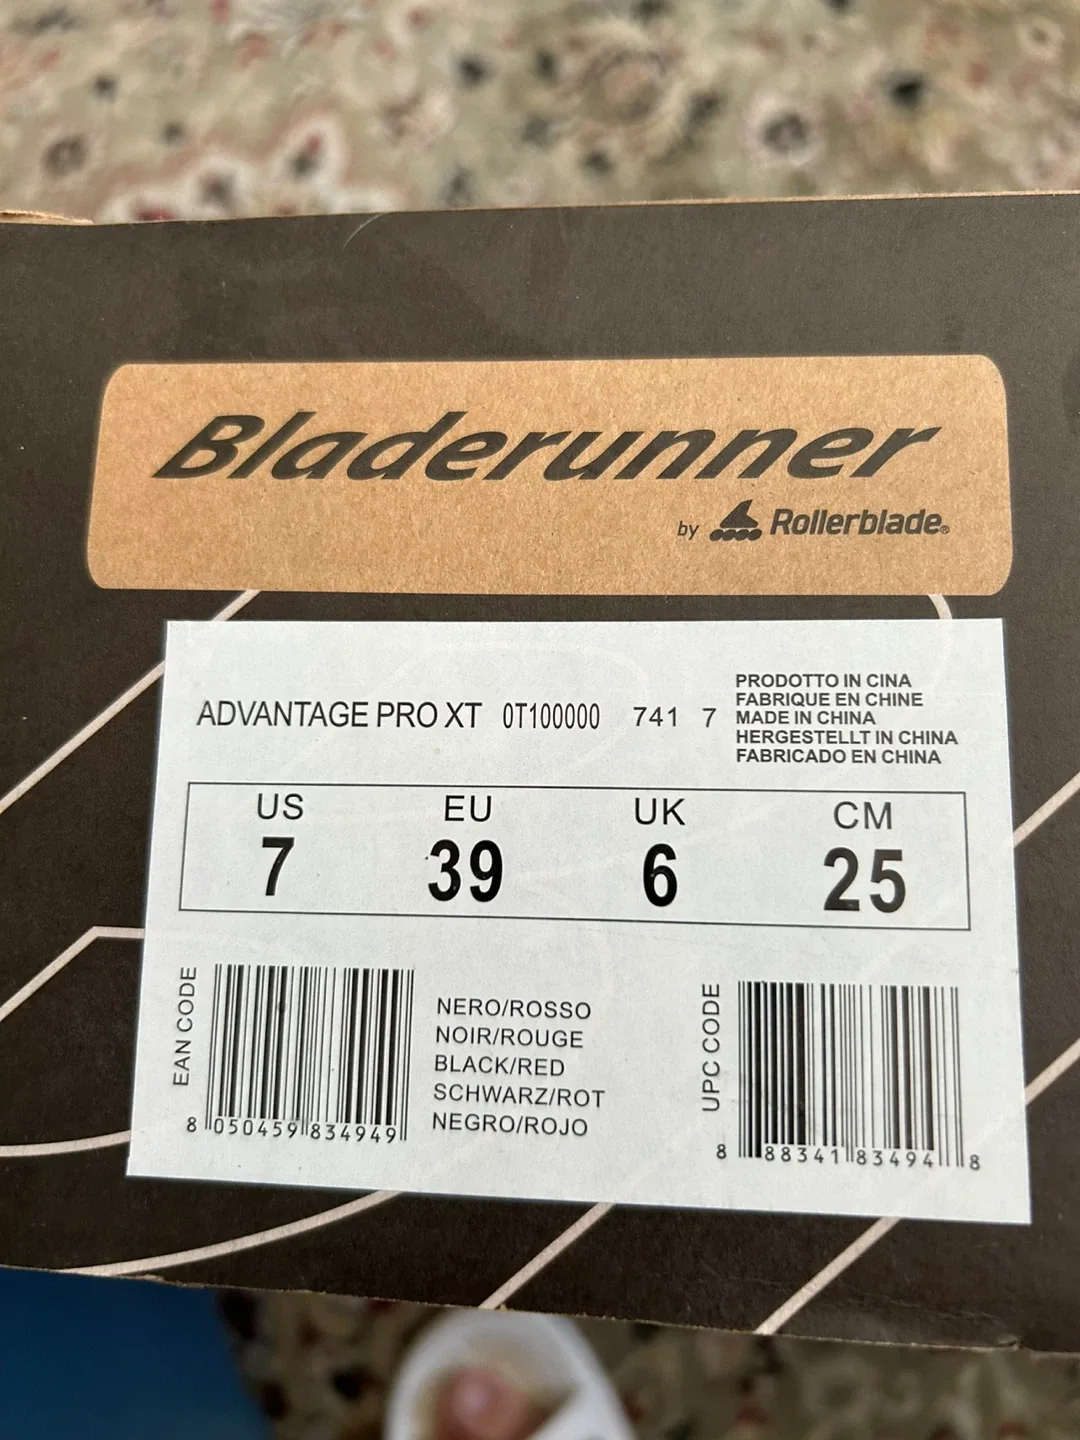 Bladerunner
by Rollerblade®
ADVANTAGE PRO XT 0T100000 741 7
PRODOTTO IN CINA
FABRIQUE EN CHINE
MADE IN CHINA
HERGESTELLT IN CHINA
FABRICADO EN CHINA
US EU UK CM
7 39 6 25
EAN CODE
8 050459 834949
NERO/ROSSO
NOIR/ROUGE
BLACK/RED
SCHWARZ/ROT
NEGRO/ROJO
UPC CODE
8 88341 83494 8